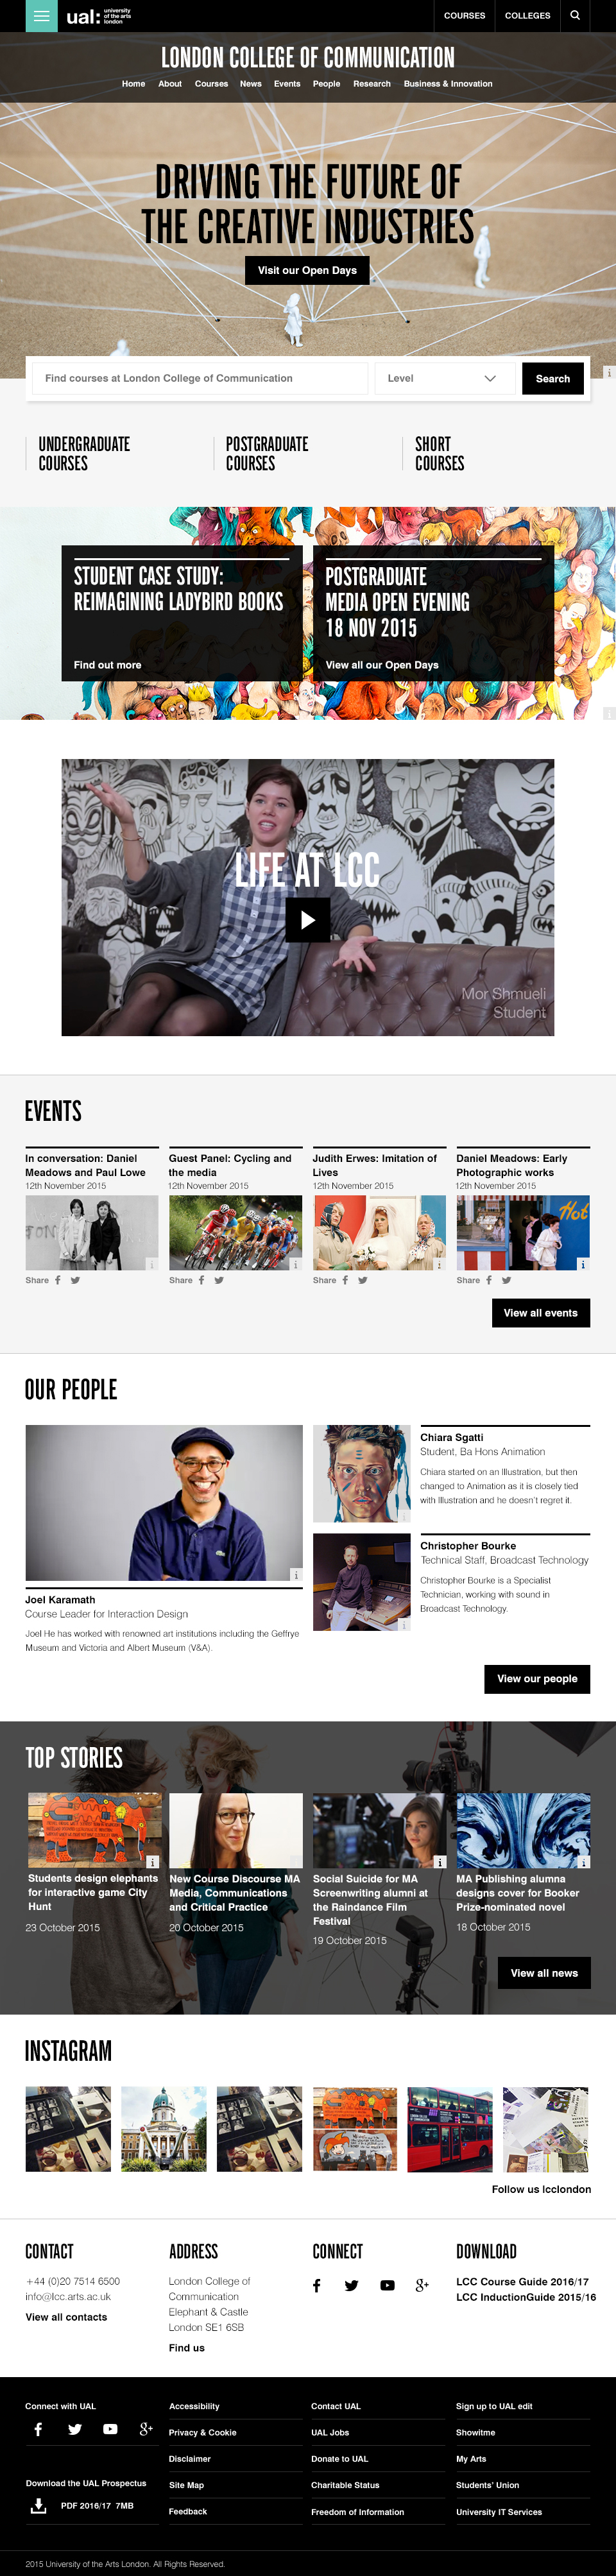 ual: university
of the arts
london
COURSES
COLLEGES
LONDON COLLEGE OF COMMUNICATION
Home About Courses News Events People Research Business & Innovation
DRIVING THE FUTURE OF
THE CREATIVE INDUSTRIES
Visit our Open Days
Find courses at London College of Communication
Level
Search
UNDERGRADUATE
COURSES
POSTGRADUATE
COURSES
SHORT
COURSES
STUDENT CASE STUDY:
REIMAGINING LADYBIRD BOOKS
Find out more
POSTGRADUATE
MEDIA OPEN EVENING
18 NOV 2015
View all our Open Days
LIFE AT LCC
Mor Shmueli
Student
EVENTS
In conversation: Daniel
Meadows and Paul Lowe
12th November 2015
Share
Guest Panel: Cycling and
the media
12th November 2015
Share
Judith Erwes: Imitation of
Lives
12th November 2015
Share
Daniel Meadows: Early
Photographic works
12th November 2015
Hot
Share
View all events
OUR PEOPLE
Joel Karamath
Course Leader for Interaction Design
Joel He has worked with renowned art institutions including the Geffrye
Museum and Victoria and Albert Museum (V&A).
Chiara Sgatti
Student, Ba Hons Animation
Chiara started on an Illustration, but then
changed to Animation as it is closely tied
with Illustration and he doesn't regret it.
Christopher Bourke
Technical Staff, Broadcast Technology
Christopher Bourke is a Specialist
Technician, working with sound in
Broadcast Technology.
View our people
TOP STORIES
Students design elephants
for interactive game City
Hunt
23 October 2015
New Course Discourse MA
Media, Communications
and Critical Practice
20 October 2015
Social Suicide for MA
Screenwriting alumni at
the Raindance Film
Festival
19 October 2015
MA Publishing alumna
designs cover for Booker
Prize-nominated novel
18 October 2015
View all news
INSTAGRAM
Follow us lcclondon
CONTACT
+44 (0)20 7514 6500
info@lcc.arts.ac.uk
View all contacts
ADDRESS
London College of
Communication
Elephant & Castle
London SE1 6SB
Find us
CONNECT
DOWNLOAD
LCC Course Guide 2016/17
LCC InductionGuide 2015/16
Connect with UAL
Download the UAL Prospectus
PDF 2016/17 7MB
Accessibility
Privacy & Cookie
Disclaimer
Site Map
Feedback
Contact UAL
UAL Jobs
Donate to UAL
Charitable Status
Freedom of Information
Sign up to UAL edit
Showitme
My Arts
Students' Union
University IT Services
2015 University of the Arts London. All Rights Reserved.